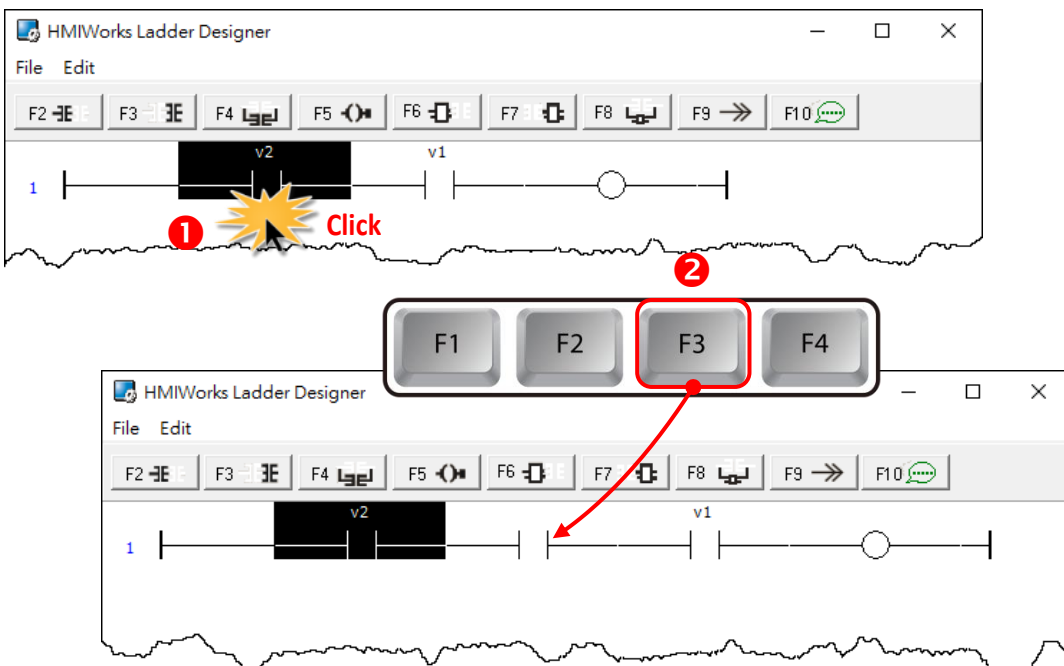 HMIWorks Ladder Designer
File Edit
F2 F3 F4 F5 F6 F7 F8 F9 F10
v2 v1
1
1 Click
2
F1 F2 F3 F4
HMIWorks Ladder Designer
File Edit
F2 F3 F4 F5 F6 F7 F8 F9 F10
v2 v1
1